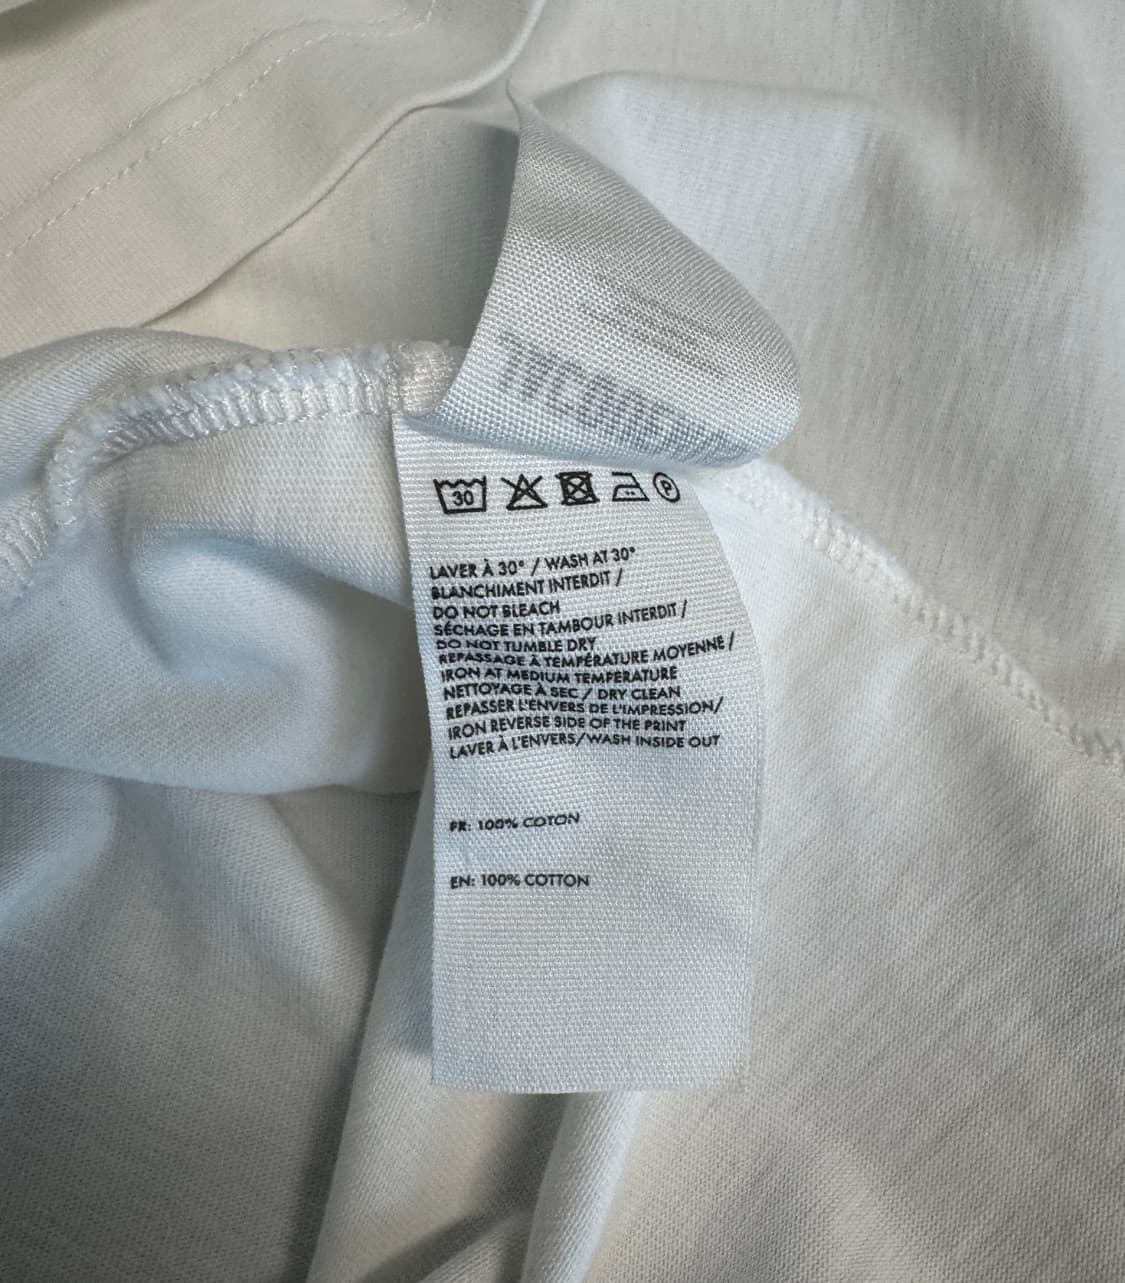 30
P
LAVER À 30° / WASH AT 30°
BLANCHIMENT INTERDIT /
DO NOT BLEACH
SÉCHAGE EN TAMBOUR INTERDIT /
DO NOT TUMBLE DRY
REPASSAGE À TEMPÉRATURE MOYENNE /
IRON AT MEDIUM TEMPERATURE
NETTOYAGE À SEC / DRY CLEAN
REPASSER L'ENVERS DE L'IMPRESSION/
IRON REVERSE SIDE OF THE PRINT
LAVER À L'ENVERS/WASH INSIDE OUT
FR: 100% COTON
EN: 100% COTTON